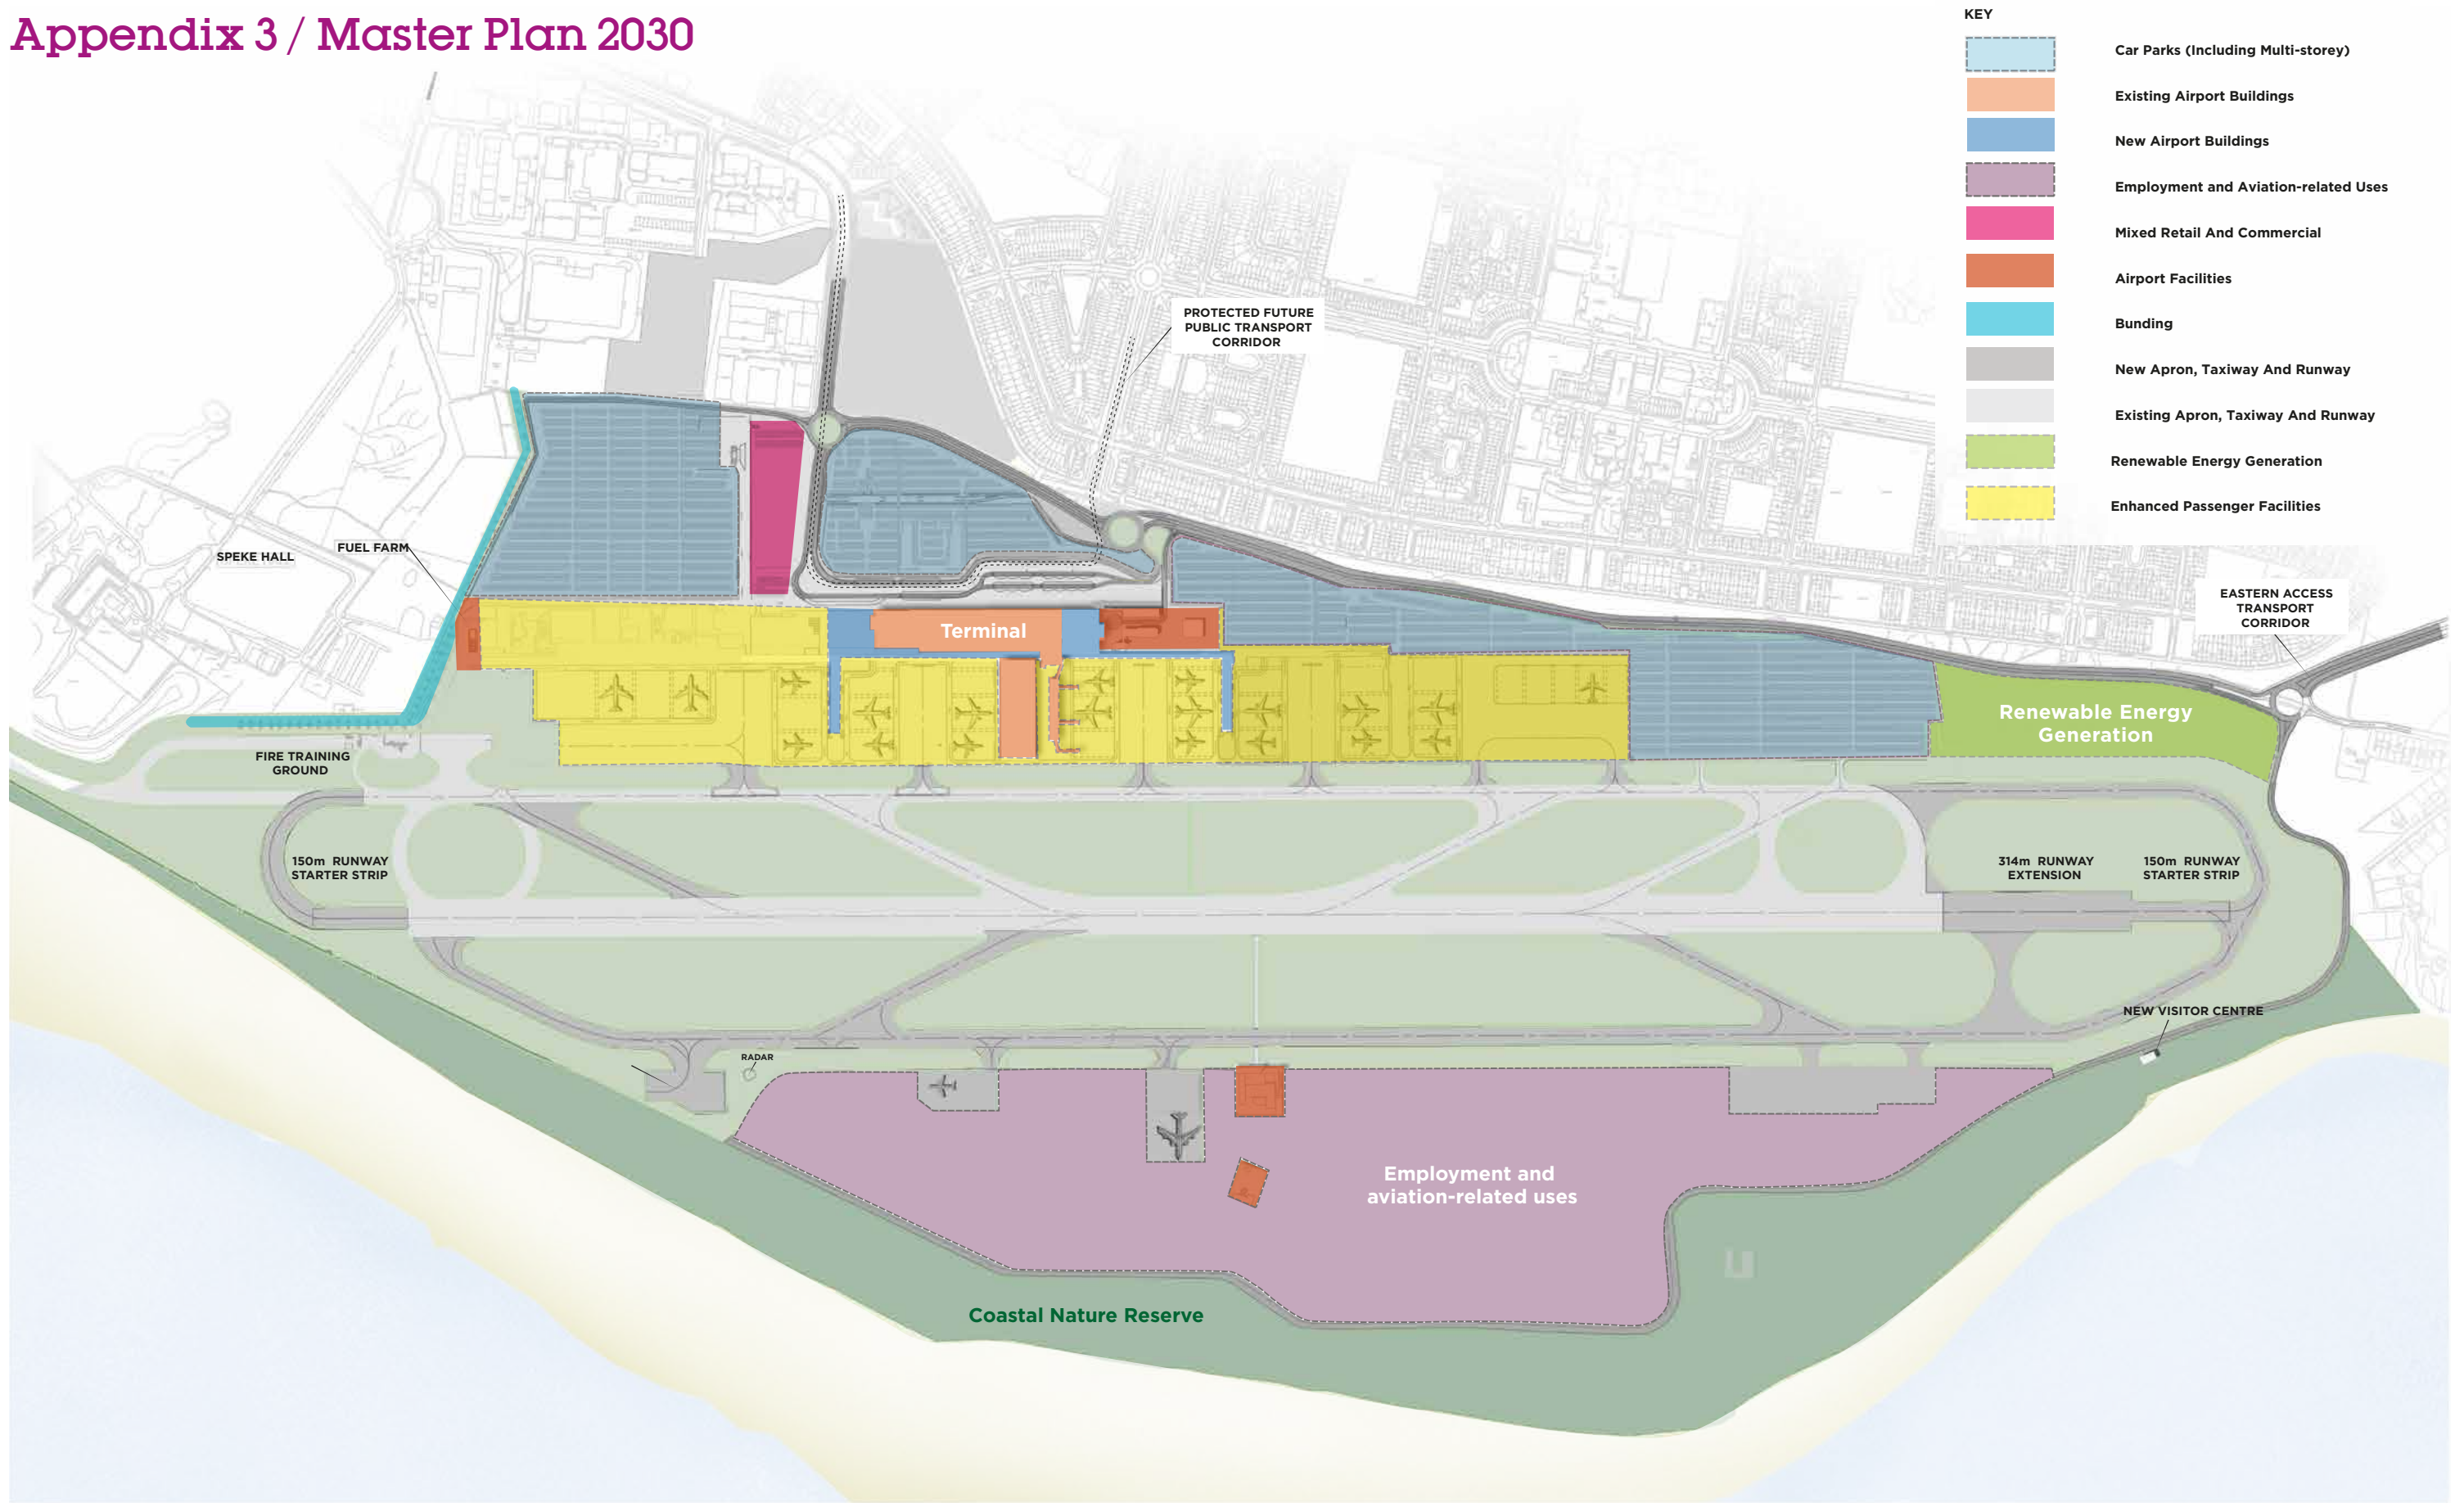 Appendix 3 / Master Plan 2030
KEY
Car Parks (Including Multi-storey)
Existing Airport Buildings
New Airport Buildings
Employment and Aviation-related Uses
Mixed Retail And Commercial
Airport Facilities
Bunding
New Apron, Taxiway And Runway
Existing Apron, Taxiway And Runway
Renewable Energy Generation
Enhanced Passenger Facilities
PROTECTED FUTURE
PUBLIC TRANSPORT
CORRIDOR
SPEKE HALL
FUEL FARM
EASTERN ACCESS
TRANSPORT
CORRIDOR
Terminal
Renewable Energy
Generation
FIRE TRAINING
GROUND
150m RUNWAY
STARTER STRIP
314m RUNWAY
EXTENSION
150m RUNWAY
STARTER STRIP
NEW VISITOR CENTRE
RADAR
Employment and
aviation-related uses
Coastal Nature Reserve